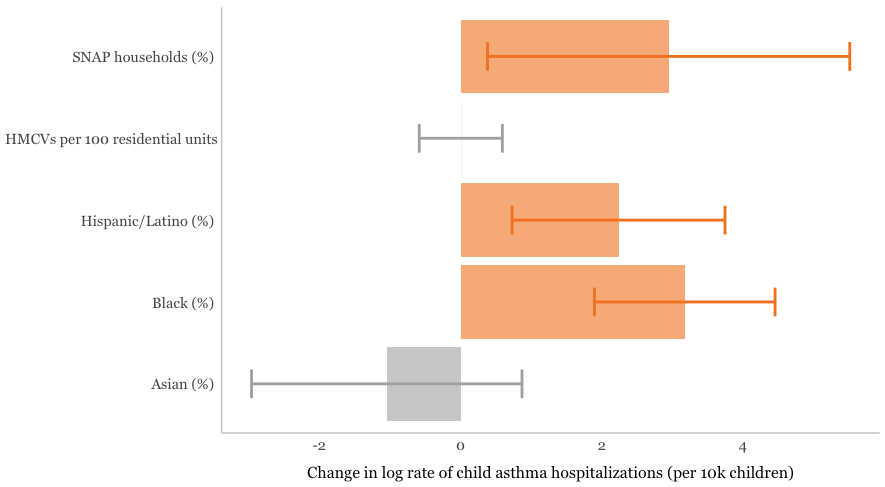 SNAP households (%)
HMCVs per 100 residential units
Hispanic/Latino (%)
Black (%)
Asian (%)
-2 0 2 4
Change in log rate of child asthma hospitalizations (per 10k children)